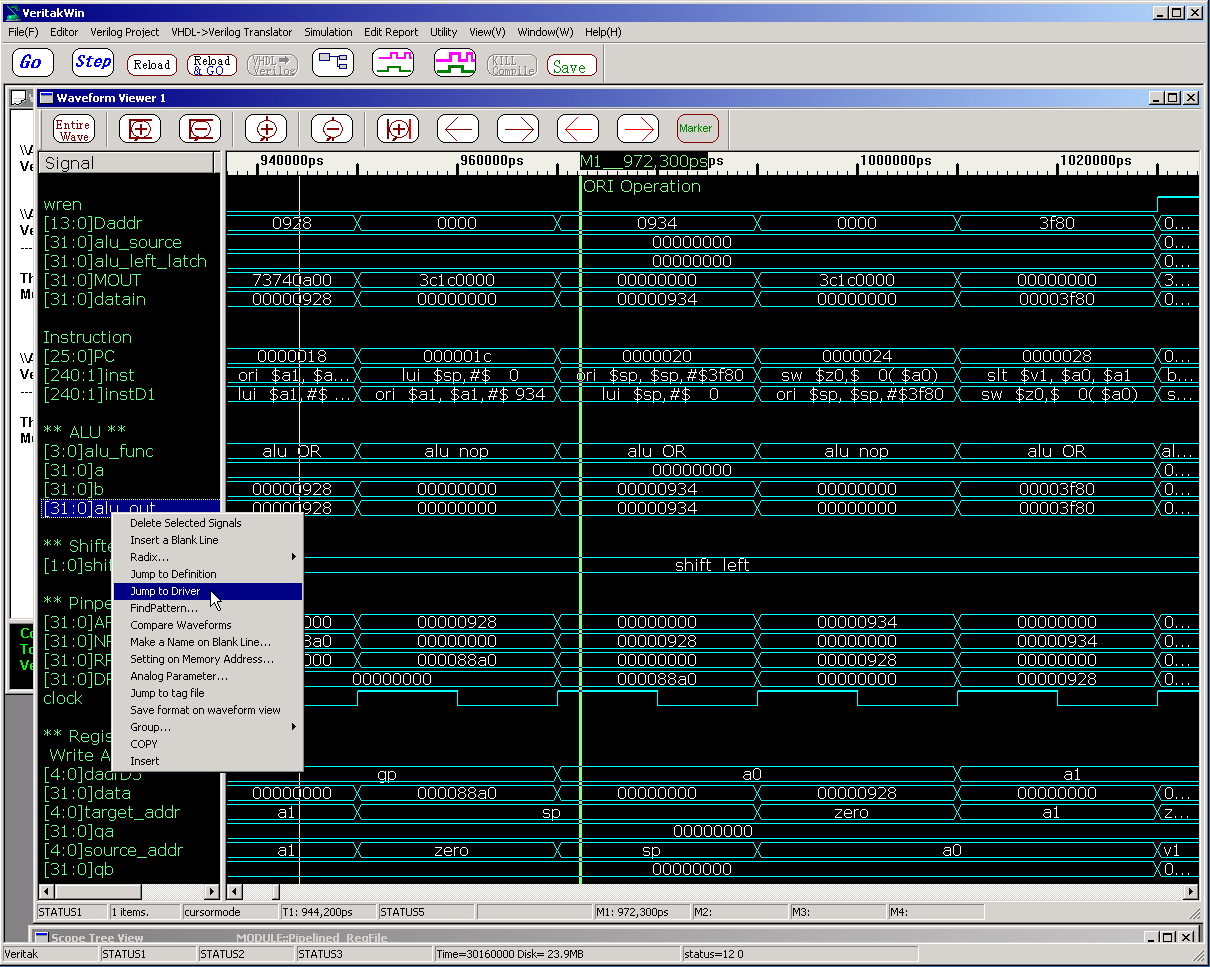 VeritakWin
File(F) Editor Verilog Project VHDL->Verilog Translator Simulation Edit Report Utility View(V) Window(W) Help(H)
Go Step Reload Reload & GO VHDL Verilog KILL Compile Save
Waveform Viewer 1
Entire Wave Marker
Signal 940000ps 960000ps M1__972,300ps ps 1000000ps 1020000ps
ORI Operation
wren
[13:0]Daddr 0928 0000 0934 0000 3f80 0...
[31:0]alu_source 00000000 0...
[31:0]alu_left_latch 00000000 0...
[31:0]MOUT 73740a00 3c1c0000 00000000 3c1c0000 00000000 3...
[31:0]datain 00000928 00000000 00000934 00000000 00003f80 0...
Instruction
[25:0]PC 0000018 000001c 0000020 0000024 0000028 0...
[240:1]inst ori $a1, $a... lui $sp,#$ 0 ori $sp, $sp,#$3f80 sw $z0,$ 0( $a0) slt $v1, $a0, $a1 b...
[240:1]instD1 lui $a1,#$ ... ori $a1, $a1,#$ 934 lui $sp,#$ 0 ori $sp, $sp,#$3f80 sw $z0,$ 0( $a0) s...
** ALU **
[3:0]alu_func alu OR alu nop alu OR alu nop alu OR al...
[31:0]a 00000000 0...
[31:0]b 00000928 00000000 00000934 00000000 00003f80 0...
[31:0]alu_out 00000928 00000000 00000934 00000000 00003f80 0...
Delete Selected Signals
Insert a Blank Line
Radix...
Jump to Definition
Jump to Driver
FindPattern...
Compare Waveforms
Make a Name on Blank Line...
Setting on Memory Address...
Analog Parameter...
Jump to tag file
Save format on waveform view
Group...
COPY
Insert
** Shifte
[1:0]shi shift left
** Pinpe
[31:0]AF 000 00000928 00000000 00000934 00000000 0...
[31:0]NF 8a0 00000000 00000928 00000000 00000934 0...
[31:0]RF 000 000088a0 00000000 00000928 00000000 0...
[31:0]DF 00000000 000088a0 00000000 00000928 0...
clock
** Regis
Write A
[4:0]dadrD3 gp a0 a1
[31:0]data 00000000 000088a0 00000000 00000928 00000000 0...
[4:0]target_addr a1 sp zero a1 z...
[31:0]qa 00000000
[4:0]source_addr a1 zero sp a0 v1
[31:0]qb 00000000 0...
STATUS1 1 items. cursormode T1: 944,200ps STATUS5 M1: 972,300ps M2: M3: M4:
Scope Tree View MODULE::Pipelined_RegFile
Veritak STATUS1 STATUS2 STATUS3 Time=30160000 Disk= 23.9MB status=12 0